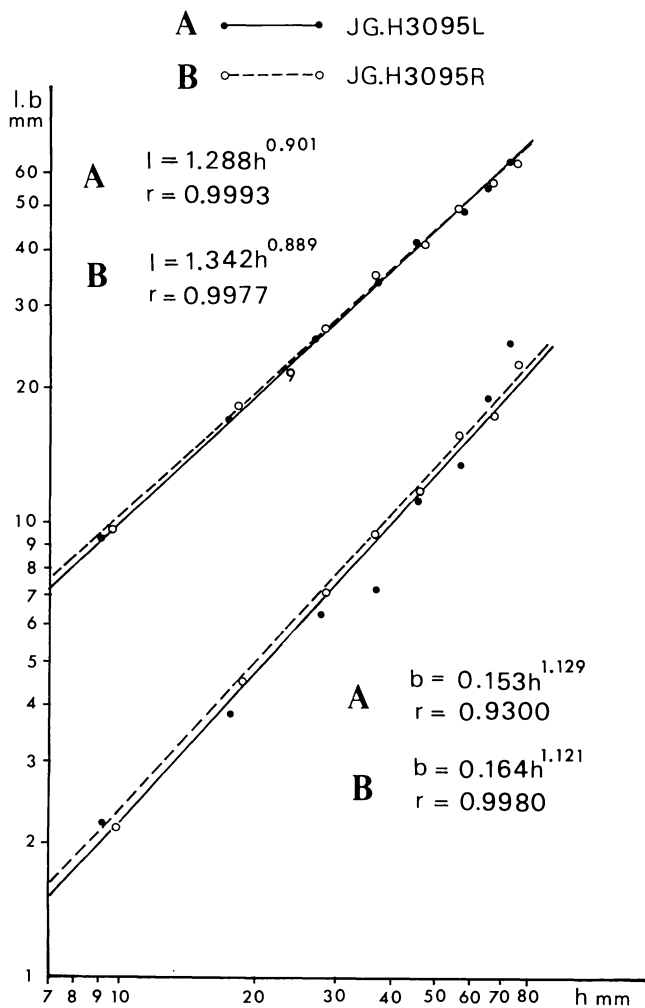 A JG.H3095L
B JG.H3095R
l.b
mm
A l = 1.288h^0.901
r = 0.9993
B l = 1.342h^0.889
r = 0.9977
60
50
40
30
20
10
9
8
7
6
5
4
3
2
1
A b = 0.153h^1.129
r = 0.9300
B b = 0.164h^1.121
r = 0.9980
7 8 9 10 20 30 40 50 60 70 80 h mm